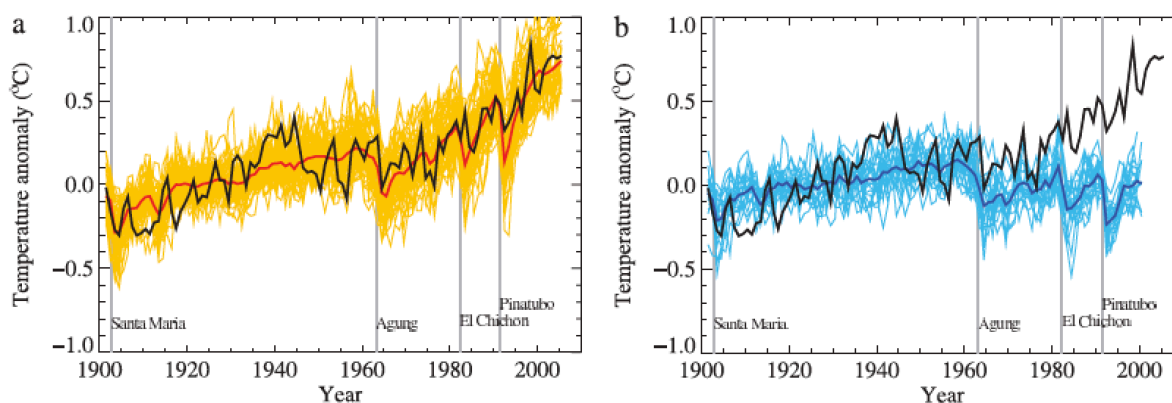 a
Temperature anomaly (°C)
1.0
0.5
0.0
−0.5
−1.0
Santa Maria
Agung
El Chichon
Pinatubo
1900 1920 1940 1960 1980 2000
Year
b
Temperature anomaly (°C)
1.0
0.5
0.0
−0.5
−1.0
Santa Maria
Agung
El Chichon
Pinatubo
1900 1920 1940 1960 1980 2000
Year